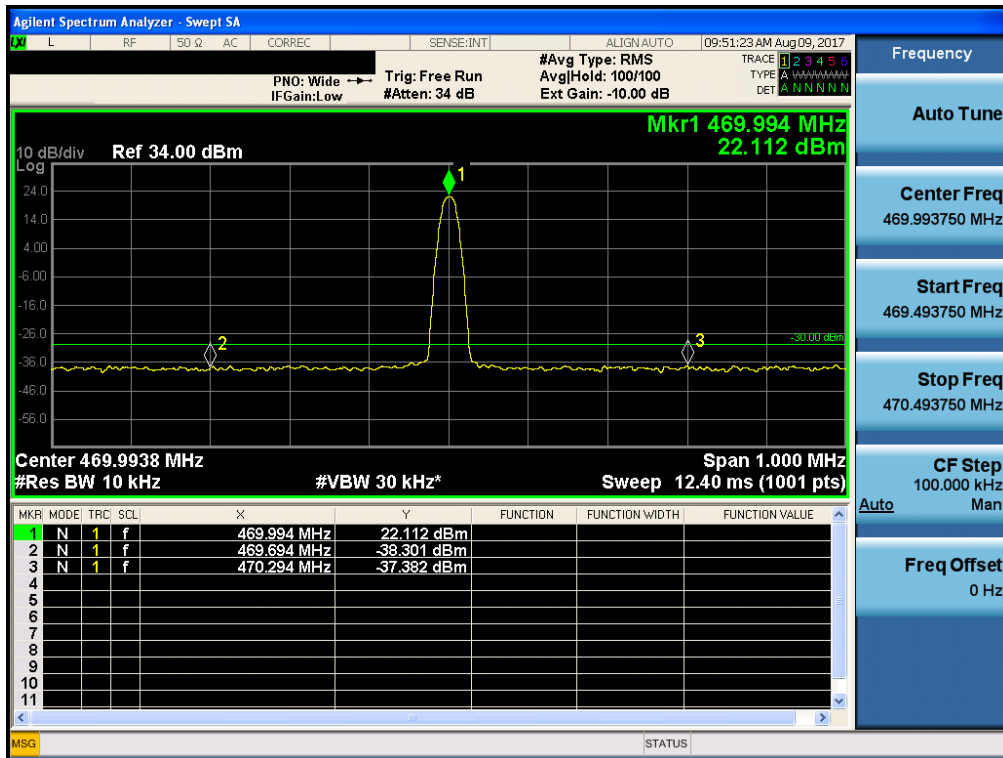 Agilent Spectrum Analyzer - Swept SA
LXI L RF 50 Ω AC CORREC SENSE:INT ALIGN AUTO 09:51:23 AM Aug 09, 2017
PNO: Wide
IFGain:Low
Trig: Free Run
#Atten: 34 dB
#Avg Type: RMS
Avg|Hold: 100/100
Ext Gain: -10.00 dB
TRACE 1 2 3 4 5 6
TYPE A WWWWWW
DET A N N N N N
Mkr1 469.994 MHz
22.112 dBm
10 dB/div Ref 34.00 dBm
Log
24.0
14.0
4.00
-6.00
-16.0
-26.0
-36.0
-46.0
-56.0
1
2
3
-30.00 dBm
Center 469.9938 MHz Span 1.000 MHz
#Res BW 10 kHz #VBW 30 kHz* Sweep 12.40 ms (1001 pts)
MKR MODE TRC SCL X Y FUNCTION FUNCTION WIDTH FUNCTION VALUE
1 N 1 f 469.994 MHz 22.112 dBm
2 N 1 f 469.694 MHz -38.301 dBm
3 N 1 f 470.294 MHz -37.382 dBm
4
5
6
7
8
9
10
11
MSG STATUS
Frequency
Auto Tune
Center Freq
469.993750 MHz
Start Freq
469.493750 MHz
Stop Freq
470.493750 MHz
CF Step
100.000 kHz
Auto Man
Freq Offset
0 Hz